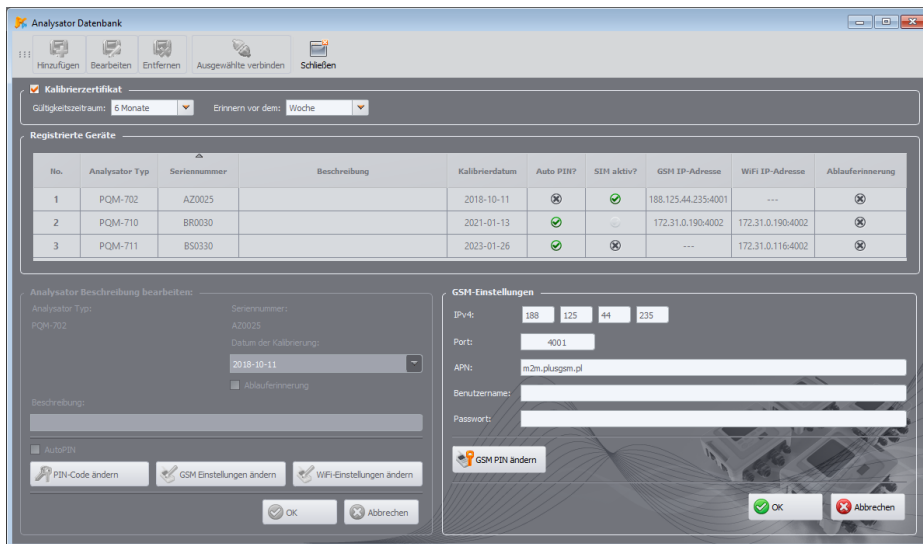 Analysator Datenbank
Hinzufügen Bearbeiten Entfernen Ausgewählte verbinden Schließen
Kalibrierzertifikat
Gültigkeitszeitraum: 6 Monate Erinnern vor dem: Woche
Registrierte Geräte
No. Analysator Typ Seriennummer Beschreibung Kalibrierdatum Auto PIN? SIM aktiv? GSM IP-Adresse WiFi IP-Adresse Ablauferinnerung
1 PQM-702 AZ0025 2018-10-11 188.125.44.235:4001 ---
2 PQM-710 BR0030 2021-01-13 172.31.0.190:4002 172.31.0.190:4002
3 PQM-711 BS0330 2023-01-26 --- 172.31.0.116:4002
Analysator Beschreibung bearbeiten:
Analysator Typ: Seriennummer:
PQM-702 AZ0025
Datum der Kalibrierung:
2018-10-11
Ablauferinnerung
Beschreibung:
AutoPIN
PIN-Code ändern GSM Einstellungen ändern WiFi-Einstellungen ändern
OK Abbrechen
GSM-Einstellungen
IPv4: 188 125 44 235
Port: 4001
APN: m2m.plusgsm.pl
Benutzername:
Passwort:
GSM PIN ändern
OK Abbrechen